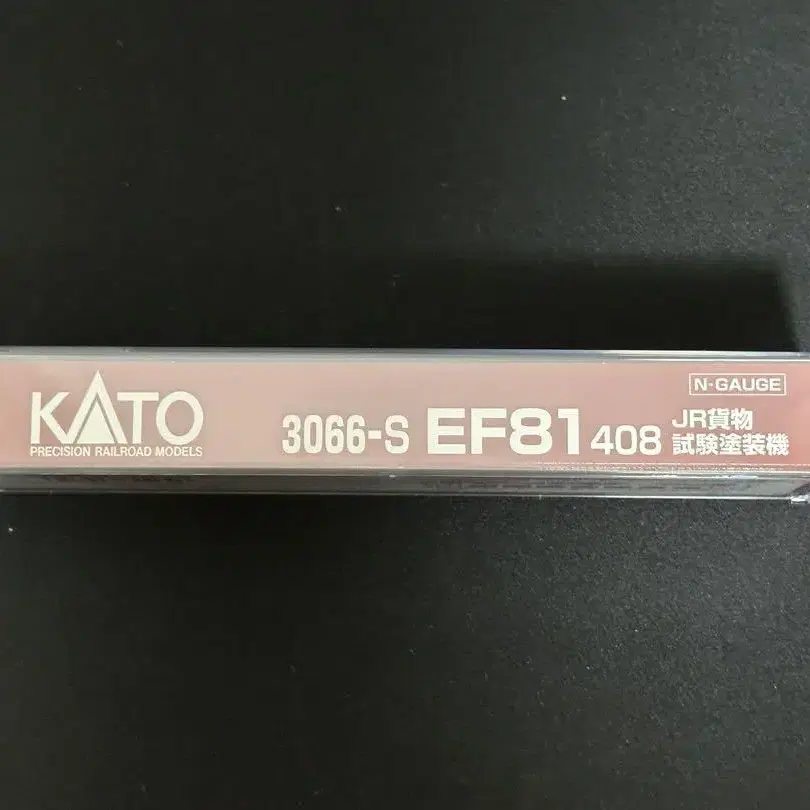 N-GAUGE
KATO
PRECISION RAILROAD MODELS
3066-S EF81 408 JR貨物
試験塗装機